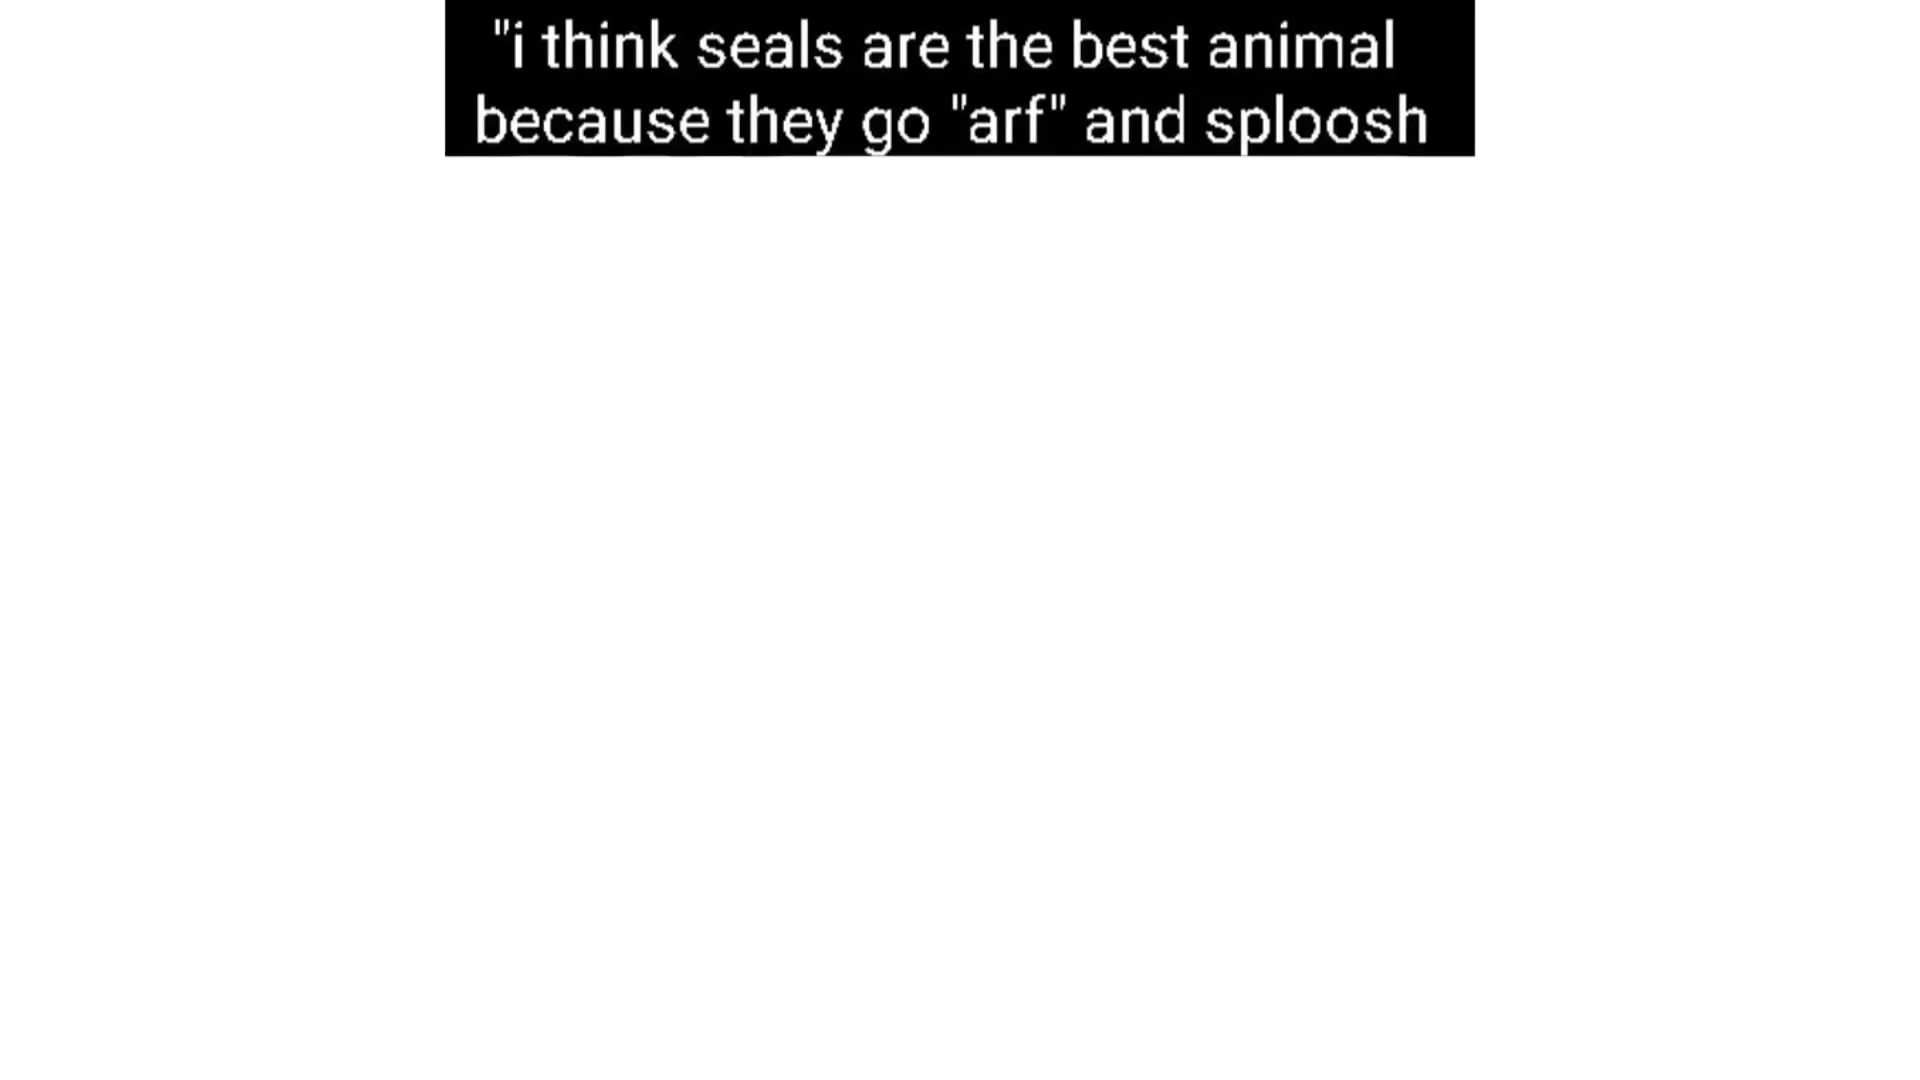 "i think seals are the best animal
because they go "arf" and sploosh